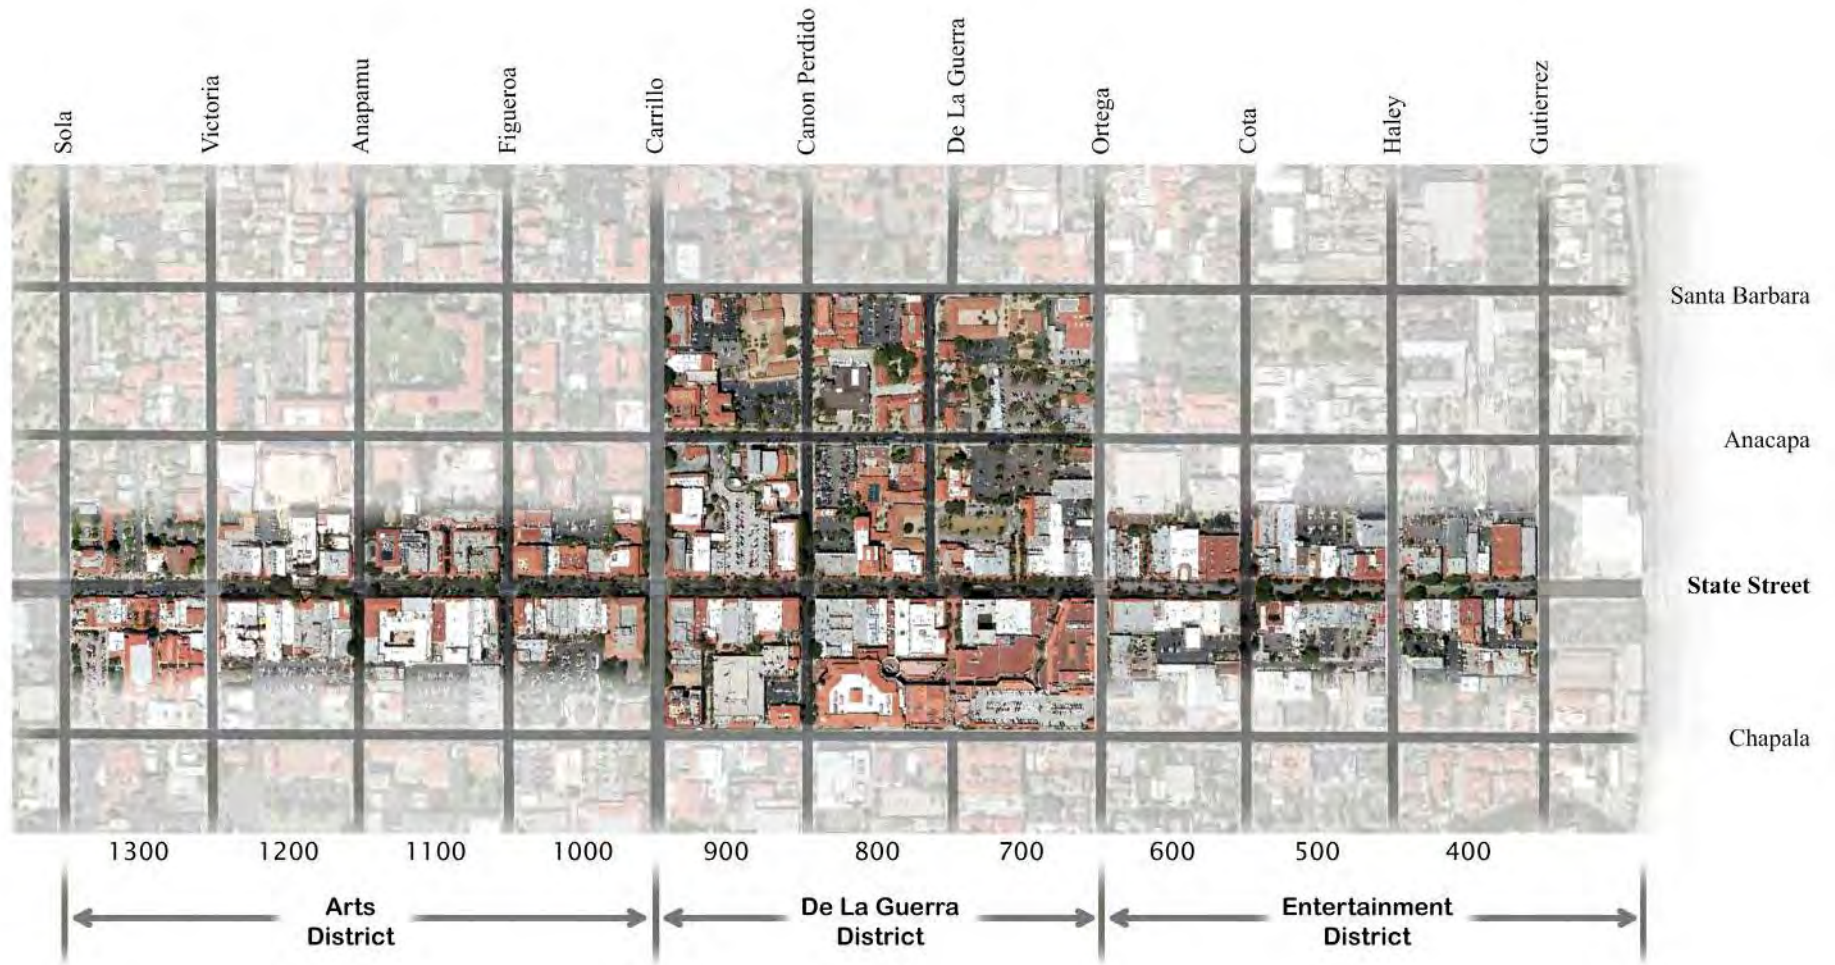 Sola
Victoria
Anapamu
Figueroa
Carrillo
Canon Perdido
De La Guerra
Ortega
Cota
Haley
Gutierrez
Santa Barbara
Anacapa
State Street
Chapala
1300
1200
1100
1000
900
800
700
600
500
400
Arts
District
De La Guerra
District
Entertainment
District